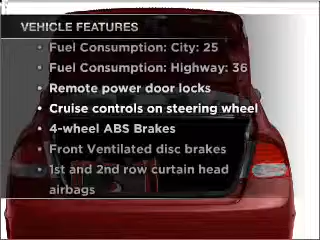 VEHICLE FEATURES
• Fuel Consumption: City: 25
• Fuel Consumption: Highway: 36
• Remote power door locks
• Cruise controls on steering wheel
• 4-wheel ABS Brakes
• Front Ventilated disc brakes
• 1st and 2nd row curtain head
airbags